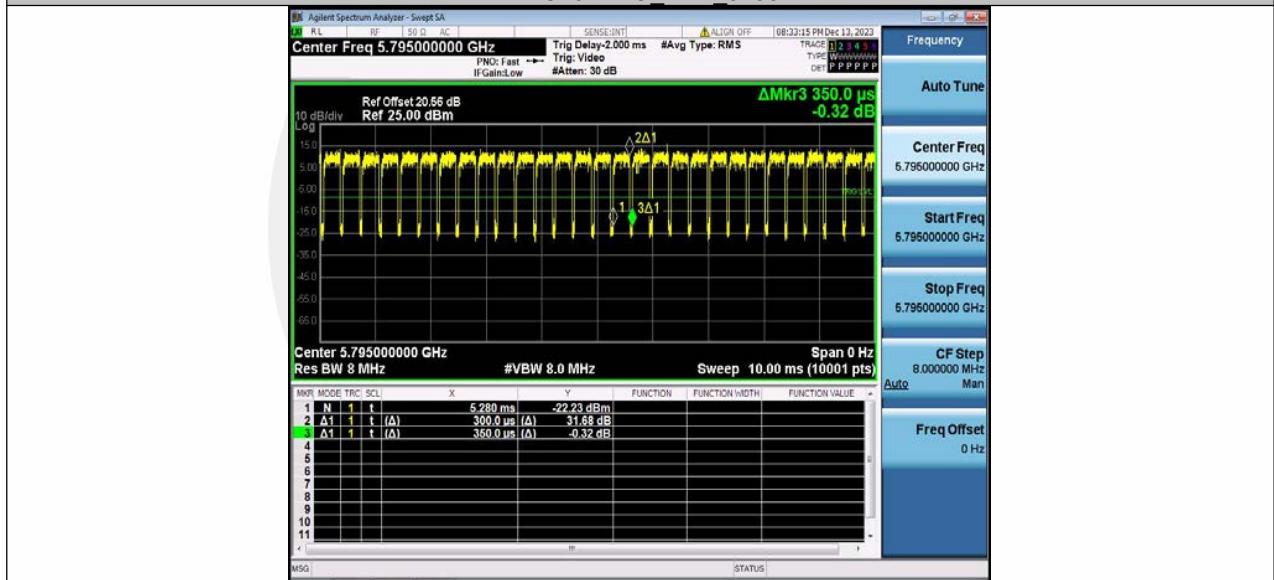 Agilent Spectrum Analyzer - Swept SA
RL RF 50 Ω AC SENSE:INT ALIGN OFF 08:33:15 PM Dec 13, 2023
Center Freq 5.795000000 GHz
PNO: Fast
IFGain:Low
Trig Delay-2.000 ms
Trig: Video
#Atten: 30 dB
#Avg Type: RMS
TRACE 1 2 3 4 5 6
TYPE WWWWWW
DET P P P P P P
Ref Offset 20.56 dB
10 dB/div Ref 25.00 dBm
Log
ΔMkr3 350.0 µs
-0.32 dB
15.0
5.00
-5.00
-15.0
-25.0
-35.0
-45.0
-55.0
-65.0
2Δ1
TRIG LVL
1 3Δ1
Center 5.795000000 GHz Span 0 Hz
Res BW 8 MHz #VBW 8.0 MHz Sweep 10.00 ms (10001 pts)
MKR MODE TRC SCL X Y FUNCTION FUNCTION WIDTH FUNCTION VALUE
1 N 1 t 5.280 ms -22.23 dBm
2 Δ1 1 t (Δ) 300.0 µs (Δ) 31.68 dB
3 Δ1 1 t (Δ) 350.0 µs (Δ) -0.32 dB
4
5
6
7
8
9
10
11
MSG STATUS
Frequency
Auto Tune
Center Freq
5.795000000 GHz
Start Freq
5.795000000 GHz
Stop Freq
5.795000000 GHz
CF Step
8.000000 MHz
Auto Man
Freq Offset
0 Hz